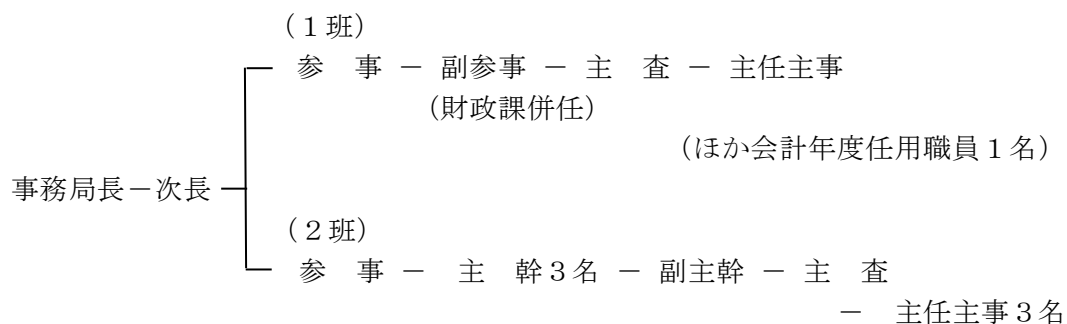 （１班）
参　事 － 副参事 － 主　査 － 主任主事
（財政課併任）
（ほか会計年度任用職員１名）
事務局長－次長
（２班）
参　事 － 主　幹３名 － 副主幹 － 主　査
－ 主任主事３名